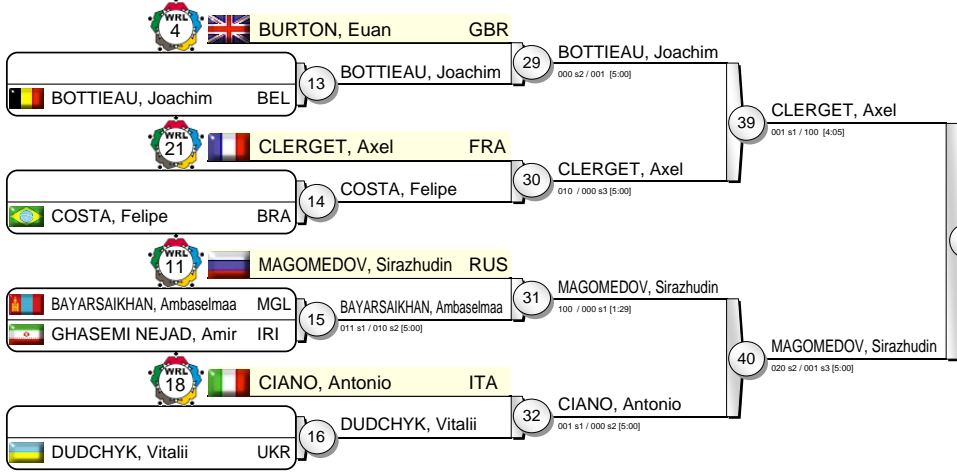 WRL
4
BURTON, Euan GBR
BOTTIEAU, Joachim BEL
13
BOTTIEAU, Joachim
29
BOTTIEAU, Joachim
000 s2 / 001 [5:00]
WRL
21
CLERGET, Axel FRA
COSTA, Felipe BRA
14
COSTA, Felipe
30
CLERGET, Axel
010 / 000 s3 [5:00]
39
CLERGET, Axel
001 s1 / 100 [4:05]
WRL
11
MAGOMEDOV, Sirazhudin RUS
BAYARSAIKHAN, Ambaselmaa MGL
GHASEMI NEJAD, Amir IRI
15
BAYARSAIKHAN, Ambaselmaa
011 s1 / 010 s2 [5:00]
31
MAGOMEDOV, Sirazhudin
100 / 000 s1 [1:29]
WRL
18
CIANO, Antonio ITA
DUDCHYK, Vitalii UKR
16
DUDCHYK, Vitalii
32
CIANO, Antonio
001 s1 / 000 s2 [5:00]
40
MAGOMEDOV, Sirazhudin
020 s2 / 001 s3 [5:00]